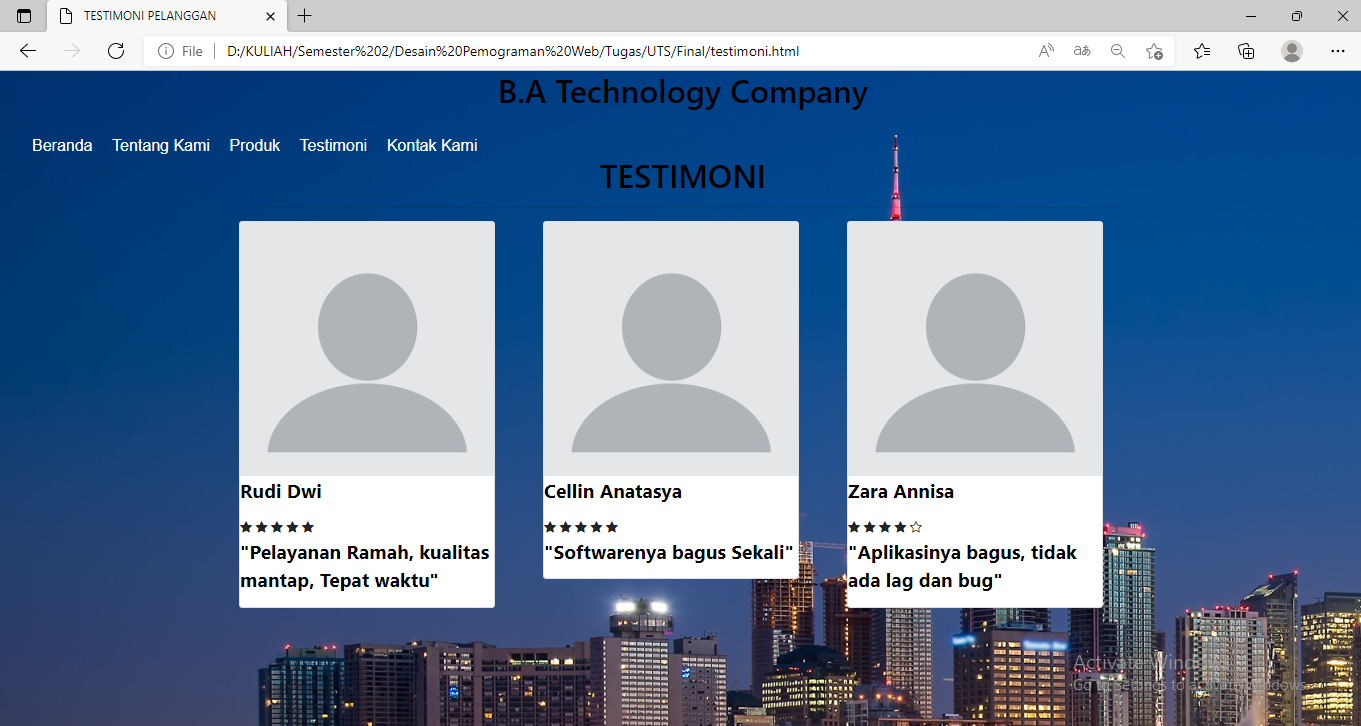 TESTIMONI PELANGGAN
File D:/KULIAH/Semester%202/Desain%20Pemograman%20Web/Tugas/UTS/Final/testimoni.html
B.A Technology Company
Beranda Tentang Kami Produk Testimoni Kontak Kami
TESTIMONI
Rudi Dwi
★★★★★
"Pelayanan Ramah, kualitas
mantap, Tepat waktu"
Cellin Anatasya
★★★★★
"Softwarenya bagus Sekali"
Zara Annisa
★★★★☆
"Aplikasinya bagus, tidak
ada lag dan bug"
Activate Windows
Go to Settings to activate Windows.